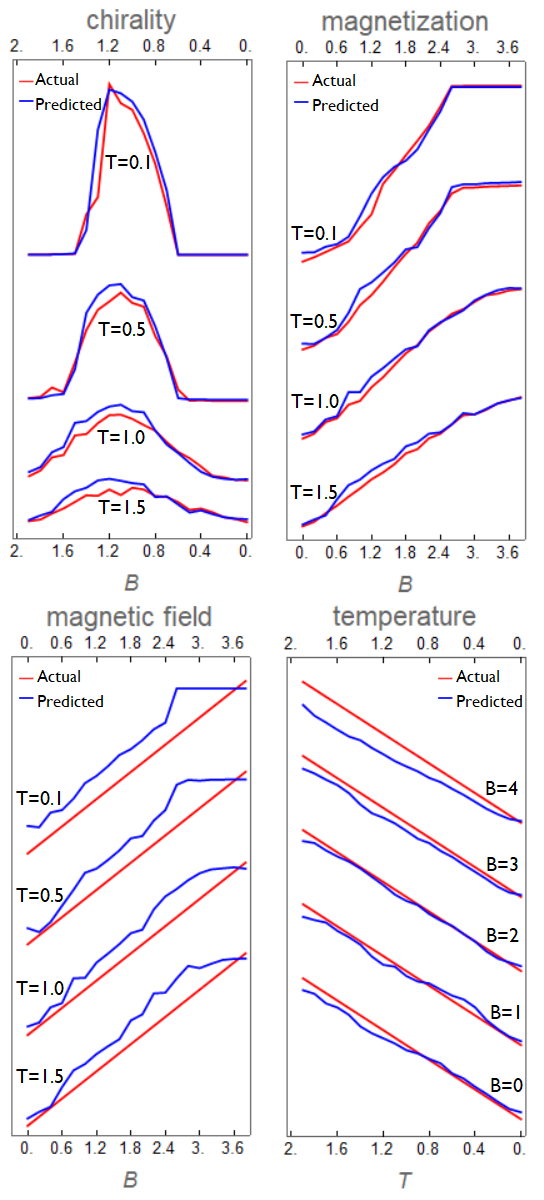 chirality
2. 1.6 1.2 0.8 0.4 0.
Actual
Predicted
T=0.1
T=0.5
T=1.0
T=1.5
2. 1.6 1.2 0.8 0.4 0.
B
magnetization
0. 0.6 1.2 1.8 2.4 3. 3.6
Actual
Predicted
T=0.1
T=0.5
T=1.0
T=1.5
0. 0.6 1.2 1.8 2.4 3. 3.6
B
magnetic field
0. 0.6 1.2 1.8 2.4 3. 3.6
Actual
Predicted
T=0.1
T=0.5
T=1.0
T=1.5
0. 0.6 1.2 1.8 2.4 3. 3.6
B
temperature
2. 1.6 1.2 0.8 0.4 0.
Actual
Predicted
B=4
B=3
B=2
B=1
B=0
2. 1.6 1.2 0.8 0.4 0.
T